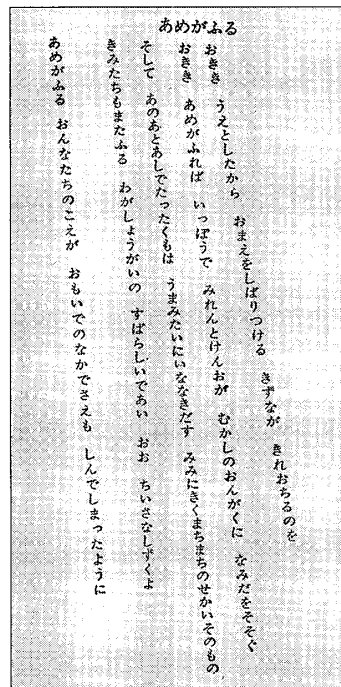 あめがふる
あめがふる おんなたちのこえが おもいでのなかでさえも しんでしまったように
きみたちもまたふる わがしょうがいの すばらしいであい おお ちいさなしずくよ
そして あのあとあしでたったくもは うまみたいにいななきだす みみにきくまちまちのせかいそのもの
おきき あめがふれば いっぽうで みれんとけんおが むかしのおんがくに なみだをそそぐ
おきき うえとしたから おまえをしばりつける きずなが きれおちるのを